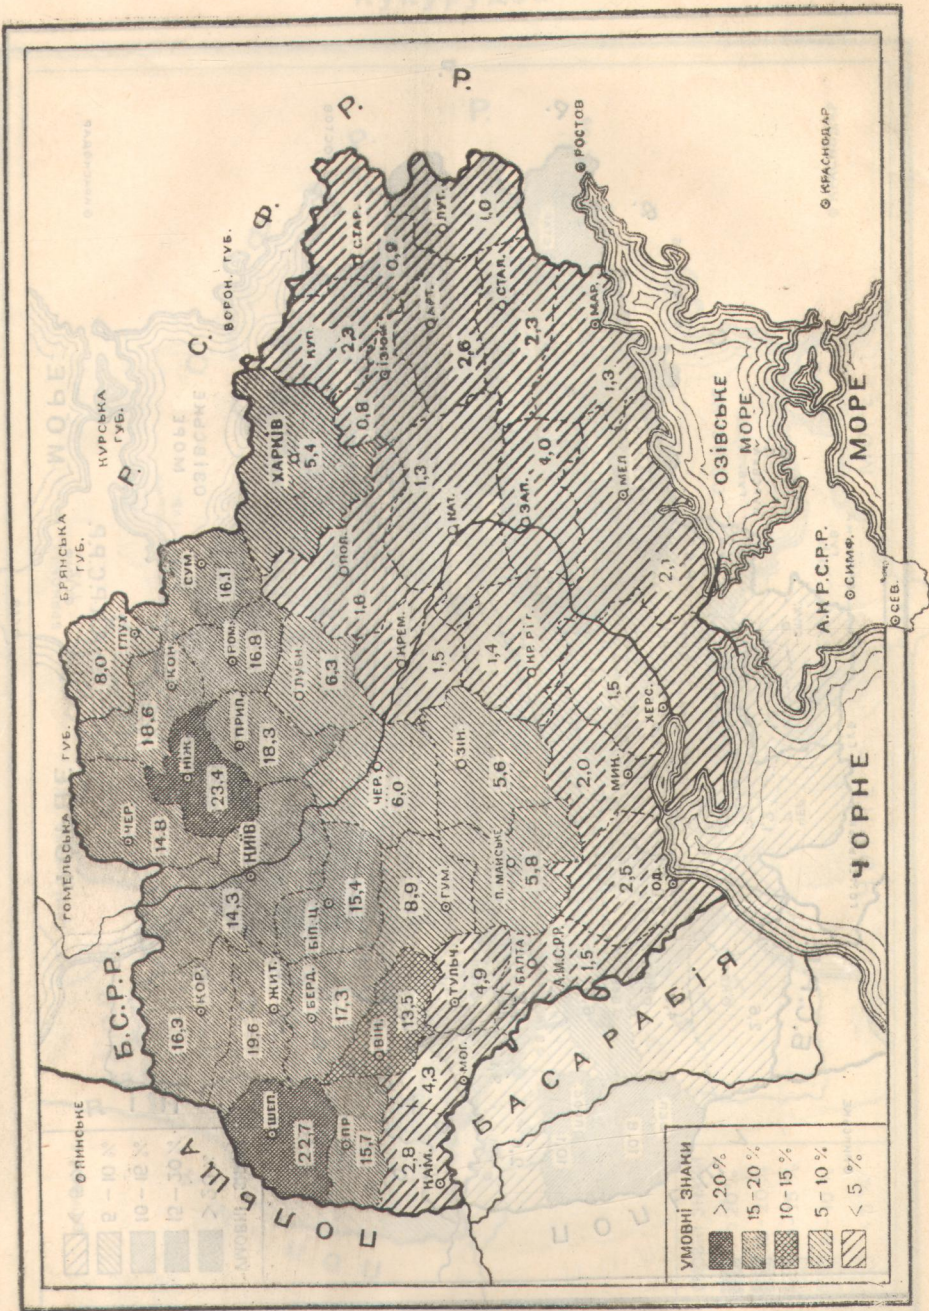 Б.С.Р.Р.
ГОМЕЛЬСЬКА ГУБ.
БРЯНСЬКА ГУБ.
КУРСЬКА ГУБ.
ВОРОН. ГУБ.
Р. С. Ф. Р. Р.
ПОЛЬЩА
БАСАРАБІЯ
ПИНСЬКЕ
ШЕП.
22,7
ПР.
15,7
КАМ.
2,8
КОР.
16,3
ЖИТ.
19,6
БЕРД.
17,3
ВІН.
13,5
МОГ.
4,3
ТУЛЬЧ.
4,9
БАЛТА
А.М.С.Р.Р.
1,5
КИЇВ
14,3
БІЛ. Ц.
15,4
ГУМ.
8,9
П. МАЙСЬКЕ
5,8
ОД.
2,5
ЧЕР.
14,8
НІЖ.
23,4
КОН.
18,6
ГЛУХ.
8,0
ПРИЛ.
18,3
РОМ.
16,8
СУМ.
16,1
ЛУБН.
6,3
ЧЕР.
6,0
ЗІН.
5,6
МИК.
2,0
ХЕРС.
1,5
КР. РІГ.
1,4
КРЕМ.
1,5
ПОЛ.
1,6
ХАРКІВ
5,4
КУП.
2,3
ІЗЮМ
0,8
СТАР.
0,9
ЛУГ.
1,0
АРТ.
2,6
СТАЛ.
2,3
МАР.
1,3
КАТ.
1,3
ЗАП.
4,0
МЕЛ.
2,1
РОСТОВ
КРАСНОДАР
ОЗІВСЬКЕ
МОРЕ
А.К Р.С.Р.Р.
СИМФ.
СЕВ.
ЧОРНЕ МОРЕ
УМОВНІ ЗНАКИ
> 20 %
15 - 20 %
10 - 15 %
5 - 10 %
< 5 %